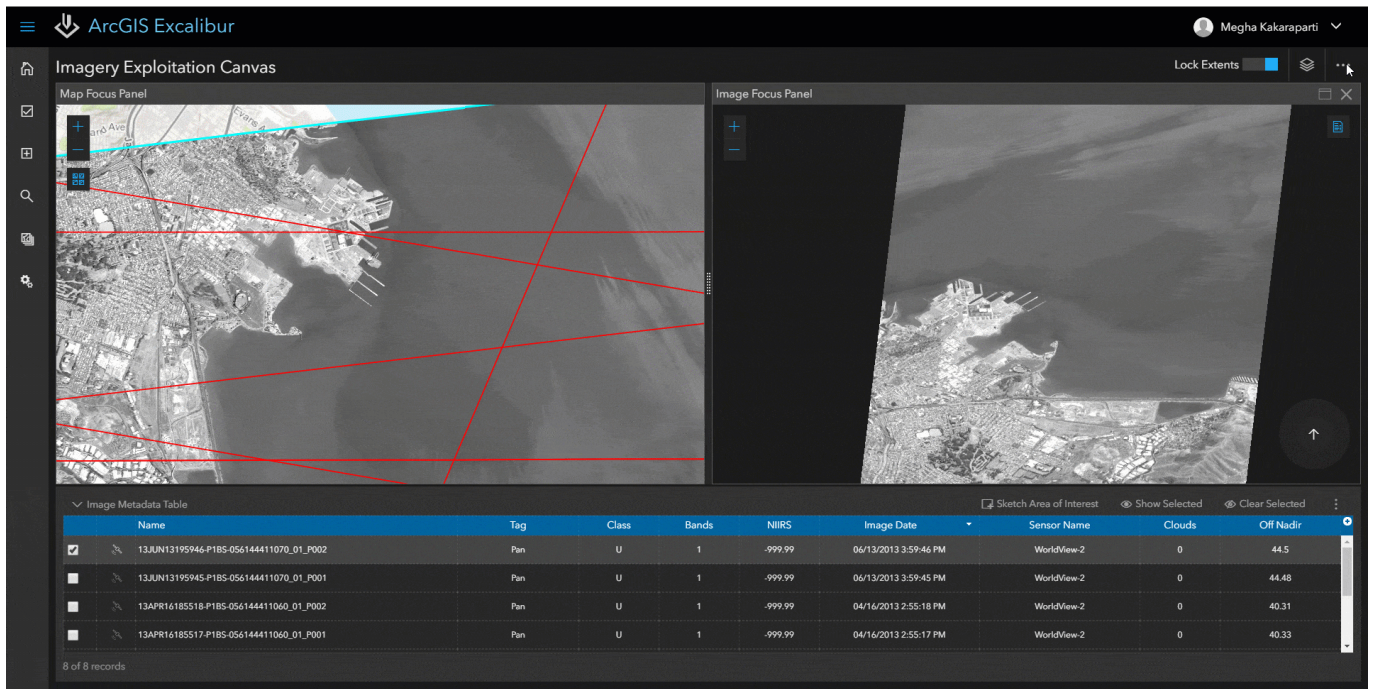 ArcGIS Excalibur
Megha Kakaraparti
Imagery Exploitation Canvas
Lock Extents
Map Focus Panel
Image Focus Panel
and Ave
Evans A
Image Metadata Table
Sketch Area of Interest Show Selected Clear Selected
Name Tag Class Bands NIIRS Image Date Sensor Name Clouds Off Nadir
13JUN13195946-P1BS-056144411070_01_P002 Pan U 1 -999.99 06/13/2013 3:59:46 PM WorldView-2 0 44.5
13JUN13195945-P1BS-056144411070_01_P001 Pan U 1 -999.99 06/13/2013 3:59:45 PM WorldView-2 0 44.48
13APR16185518-P1BS-056144411060_01_P002 Pan U 1 -999.99 04/16/2013 2:55:18 PM WorldView-2 0 40.31
13APR16185517-P1BS-056144411060_01_P001 Pan U 1 -999.99 04/16/2013 2:55:17 PM WorldView-2 0 40.33
8 of 8 records